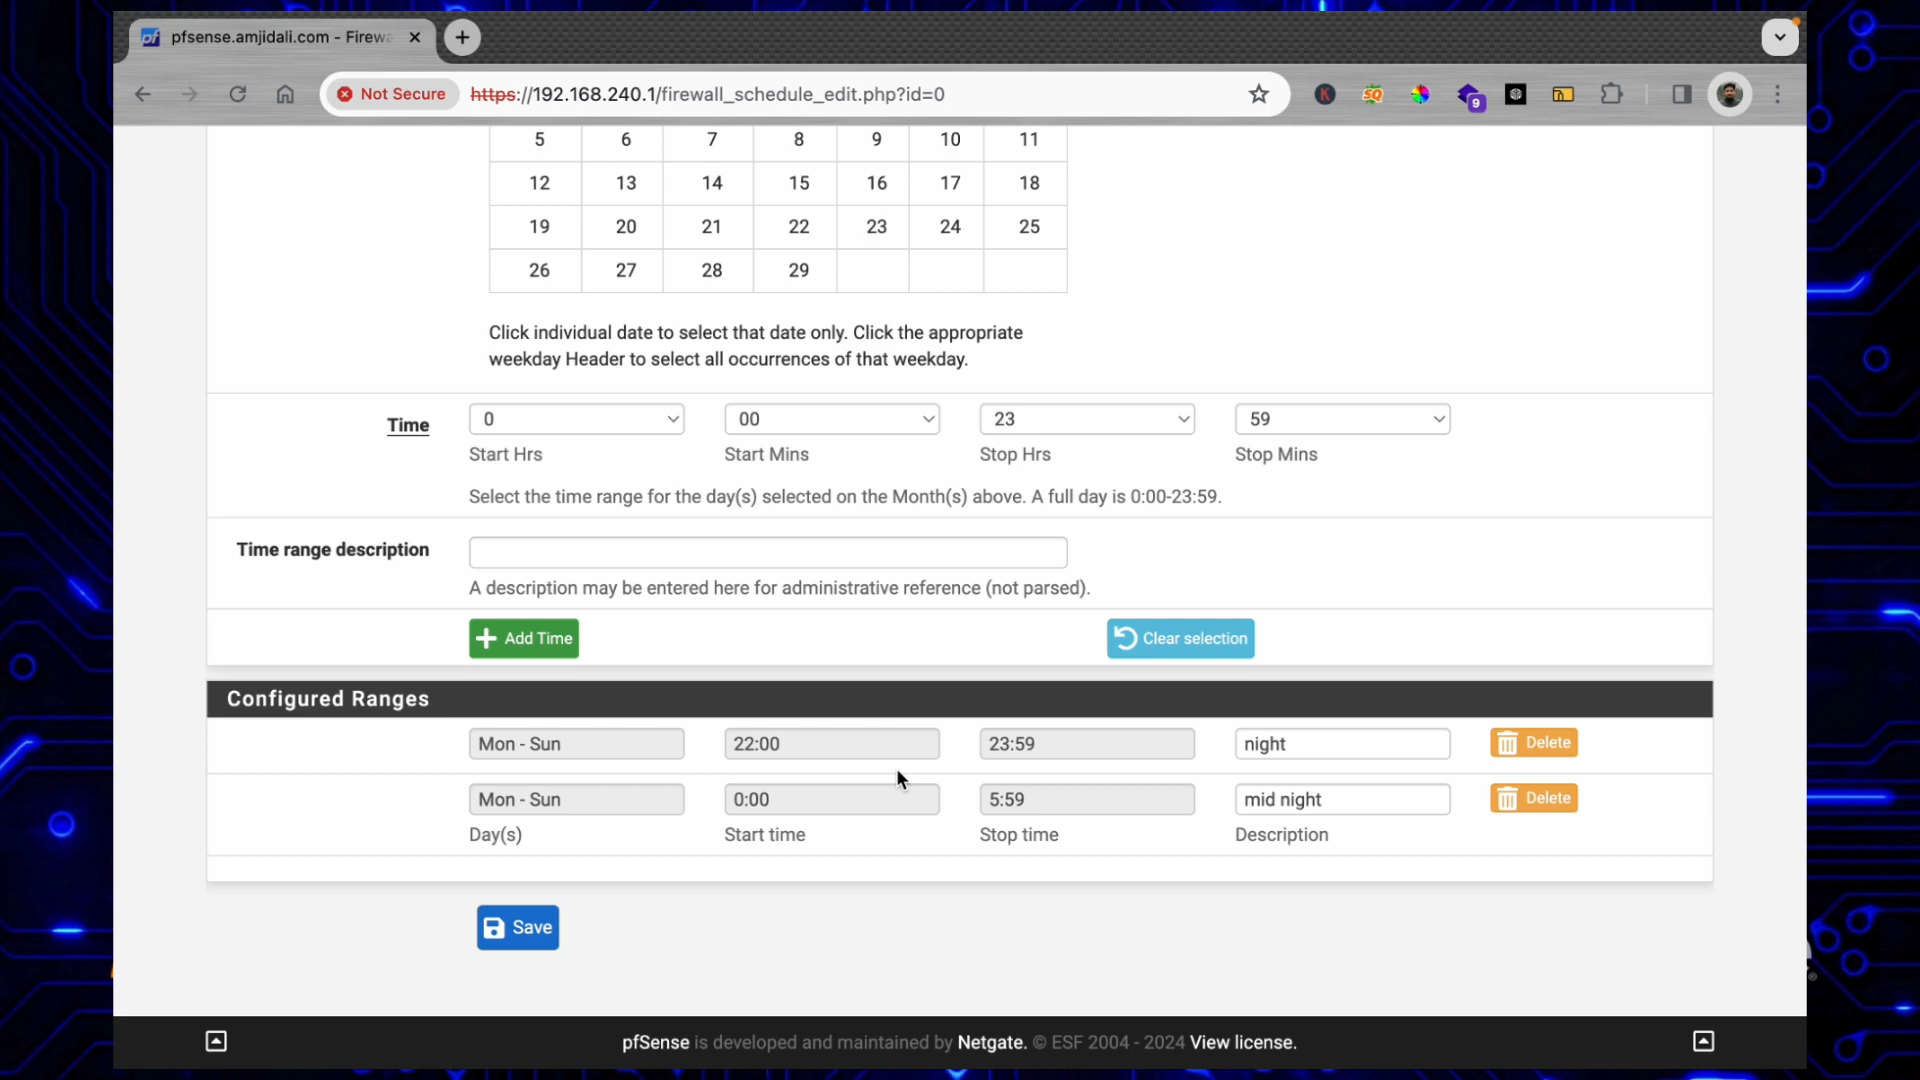 pfsense.amjidali.com - Firewa
Not Secure https://192.168.240.1/firewall_schedule_edit.php?id=0
9
5 6 7 8 9 10 11
12 13 14 15 16 17 18
19 20 21 22 23 24 25
26 27 28 29
Click individual date to select that date only. Click the appropriate
weekday Header to select all occurrences of that weekday.
Time 0 00 23 59
Start Hrs Start Mins Stop Hrs Stop Mins
Select the time range for the day(s) selected on the Month(s) above. A full day is 0:00-23:59.
Time range description
A description may be entered here for administrative reference (not parsed).
Add Time Clear selection
Configured Ranges
Mon - Sun 22:00 23:59 night Delete
Mon - Sun 0:00 5:59 mid night Delete
Day(s) Start time Stop time Description
Save
pfSense is developed and maintained by Netgate. © ESF 2004 - 2024 View license.